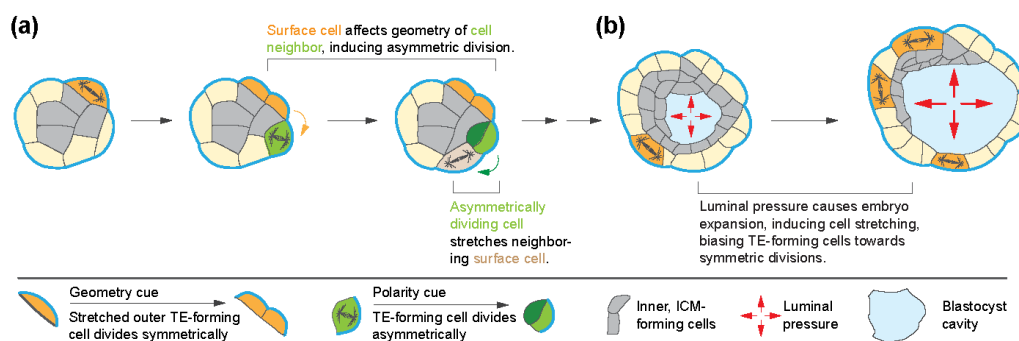 (a)
Surface cell affects geometry of cell
neighbor, inducing asymmetric division.
(b)
Asymmetrically
dividing cell
stretches neighbor-
ing surface cell.
Luminal pressure causes embryo
expansion, inducing cell stretching,
biasing TE-forming cells towards
symmetric divisions.
Geometry cue
Stretched outer TE-forming
cell divides symmetrically
Polarity cue
TE-forming cell divides
asymmetrically
Inner, ICM-
forming cells
Luminal
pressure
Blastocyst
cavity